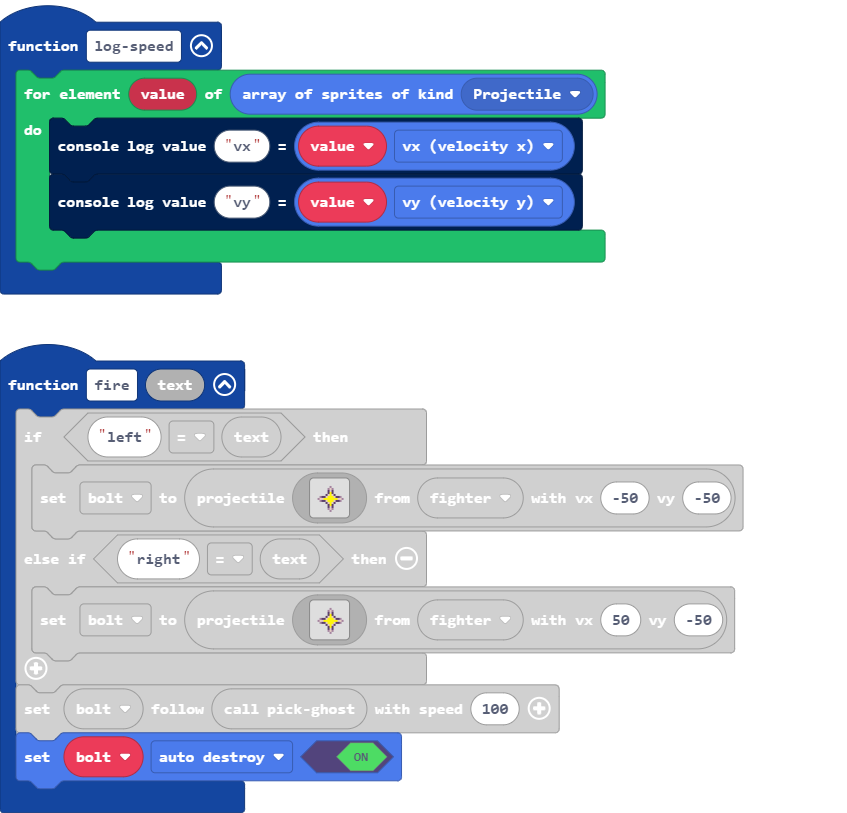 function log-speed
for element value of array of sprites of kind Projectile
do
console log value "vx" = value vx (velocity x)
console log value "vy" = value vy (velocity y)
function fire text
if "left" = text then
set bolt to projectile from fighter with vx -50 vy -50
else if "right" = text then
set bolt to projectile from fighter with vx 50 vy -50
set bolt follow call pick-ghost with speed 100
set bolt auto destroy ON